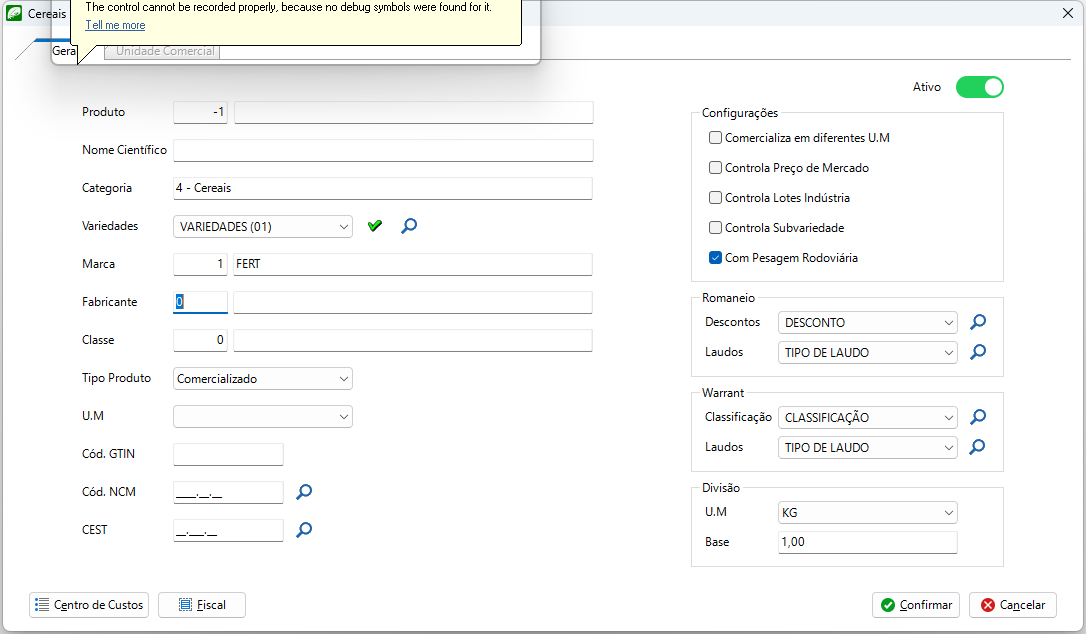 The control cannot be recorded properly, because no debug symbols were found for it.
Cereais
Tell me more
Gera
Unidade Comercial
Ativo
Produto -1
Nome Científico
Categoria 4 - Cereais
Variedades VARIEDADES (01)
Marca 1 FERT
Fabricante 0
Classe 0
Tipo Produto Comercializado
U.M
Cód. GTIN
Cód. NCM ____.__.__
CEST __.___.__
Configurações
Comercializa em diferentes U.M
Controla Preço de Mercado
Controla Lotes Indústria
Controla Subvariedade
Com Pesagem Rodoviária
Romaneio
Descontos DESCONTO
Laudos TIPO DE LAUDO
Warrant
Classificação CLASSIFICAÇÃO
Laudos TIPO DE LAUDO
Divisão
U.M KG
Base 1,00
Centro de Custos
Fiscal
Confirmar
Cancelar